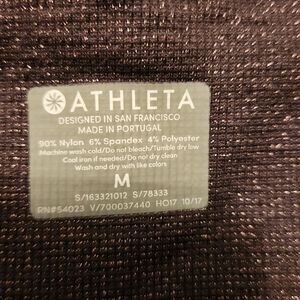 ATHLETA
DESIGNED IN SAN FRANCISCO
MADE IN PORTUGAL
90% Nylon 6% Spandex 4% Polyester
Machine wash cold/Do not bleach/Tumble dry low
Cool iron if needed/Do not dry clean
Wash and dry with like colors
M
S/163321012 S/78333
RN#54023 V/700037440 HO17 10/17